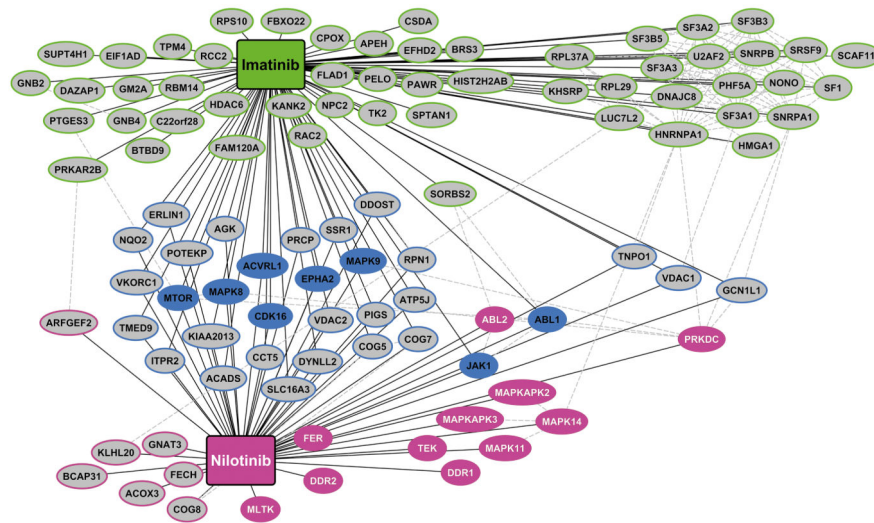 RPS10
FBXO22
CSDA
SF3A2
SF3B3
TPM4
CPOX
APEH
SF3B5
SUPT4H1
EIF1AD
RCC2
Imatinib
EFHD2
BRS3
RPL37A
U2AF2
SNRPB
SRSF9
SCAF11
SF3A3
GNB2
DAZAP1
GM2A
RBM14
FLAD1
PELO
PAWR
HIST2H2AB
KHSRP
RPL29
PHF5A
NONO
SF1
DNAJC8
PTGES3
GNB4
C22orf28
HDAC6
KANK2
NPC2
TK2
SPTAN1
LUC7L2
SF3A1
SNRPA1
BTBD9
FAM120A
RAC2
HNRNPA1
HMGA1
PRKAR2B
SORBS2
ERLIN1
DDOST
NQO2
POTEKP
AGK
PRCP
SSR1
TNPO1
ACVRL1
MAPK9
RPN1
VDAC1
VKORC1
MTOR
MAPK8
EPHA2
GCN1L1
ARFGEF2
TMED9
CDK16
VDAC2
PIGS
ATP5J
ABL2
ABL1
KIAA2013
COG5
COG7
PRKDC
ITPR2
ACADS
CCT5
DYNLL2
JAK1
SLC16A3
MAPKAPK2
MAPKAPK3
MAPK14
GNAT3
FER
KLHL20
Nilotinib
TEK
MAPK11
BCAP31
FECH
DDR1
ACOX3
DDR2
COG8
MLTK